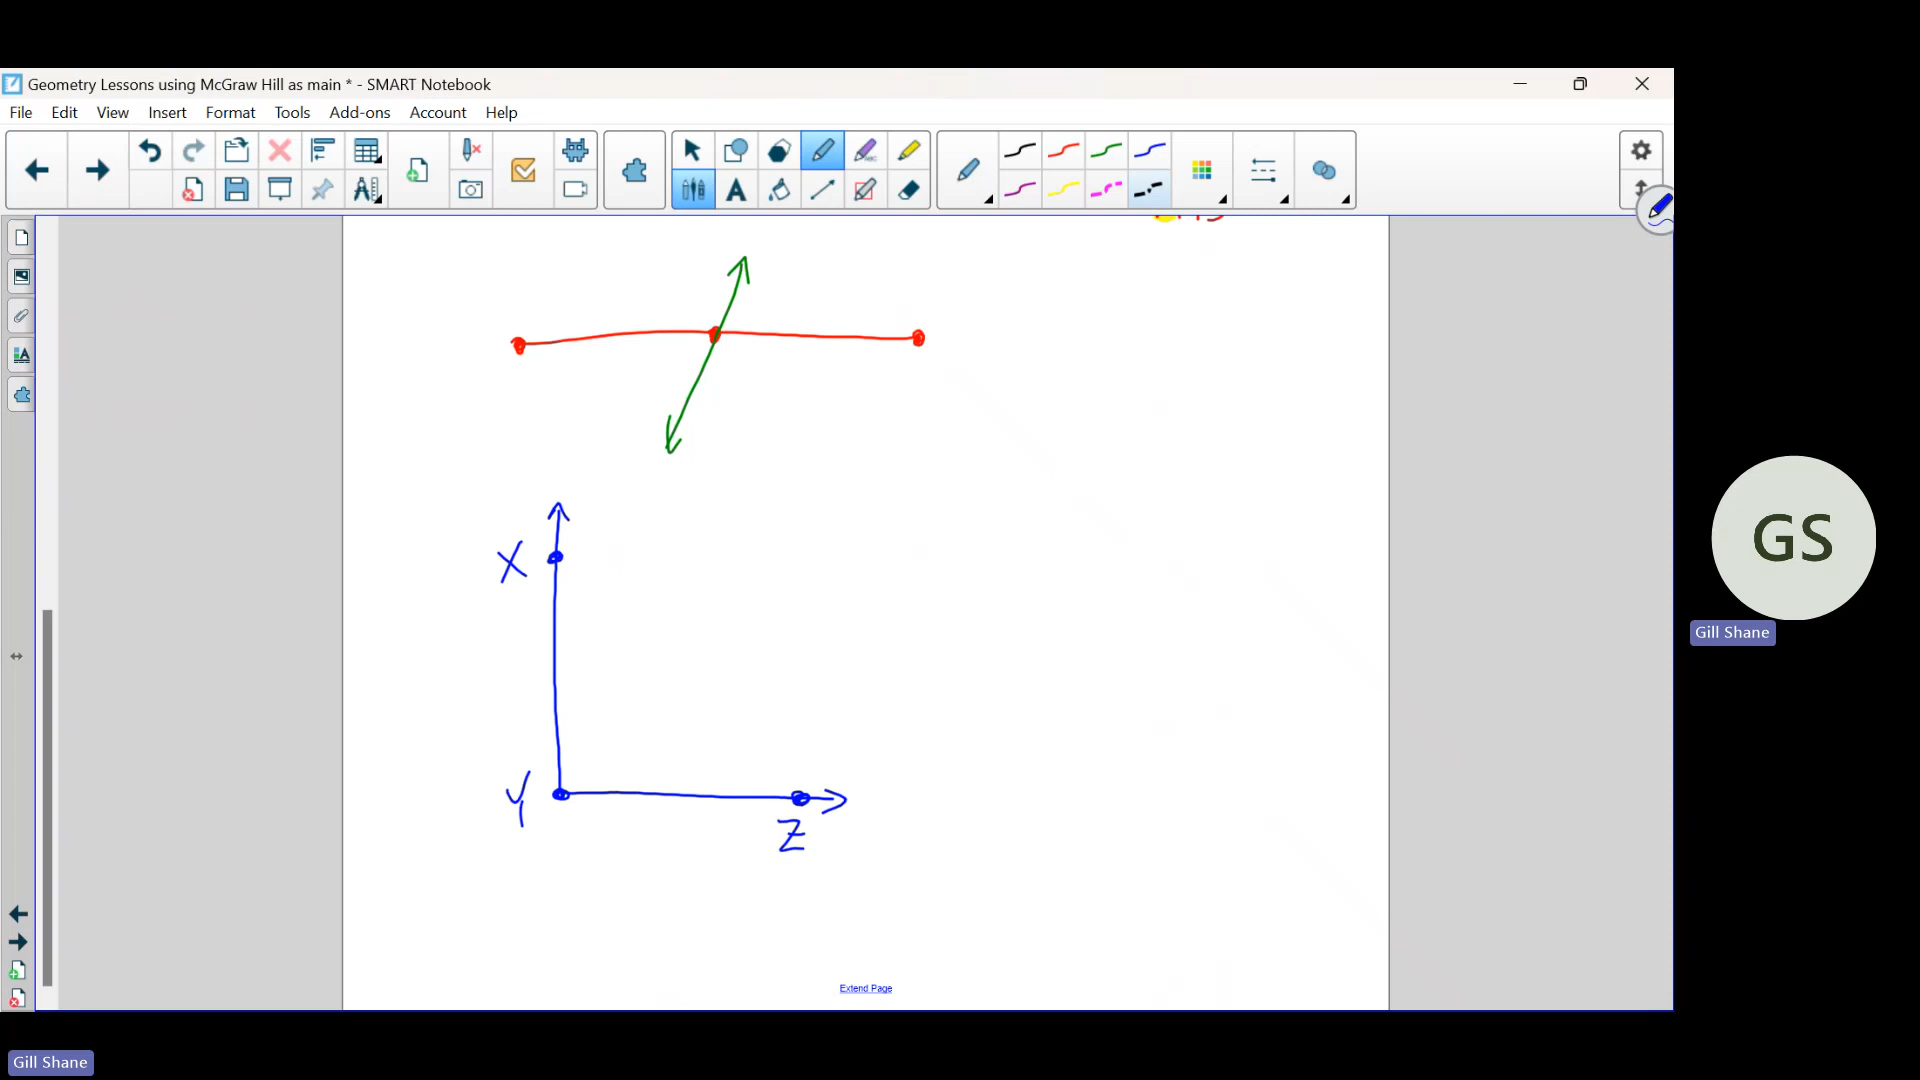 Geometry Lessons using McGraw Hill as main * - SMART Notebook
File Edit View Insert Format Tools Add-ons Account Help
X
GS
Gill Shane
Y
Z
Extend Page
Gill Shane